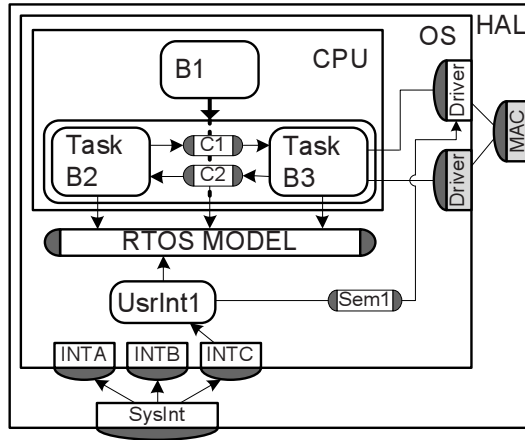 HAL
OS
CPU
B1
Driver
MAC
Task
B2
C1
C2
Task
B3
Driver
RTOS MODEL
UsrInt1
Sem1
INTA
INTB
INTC
SysInt